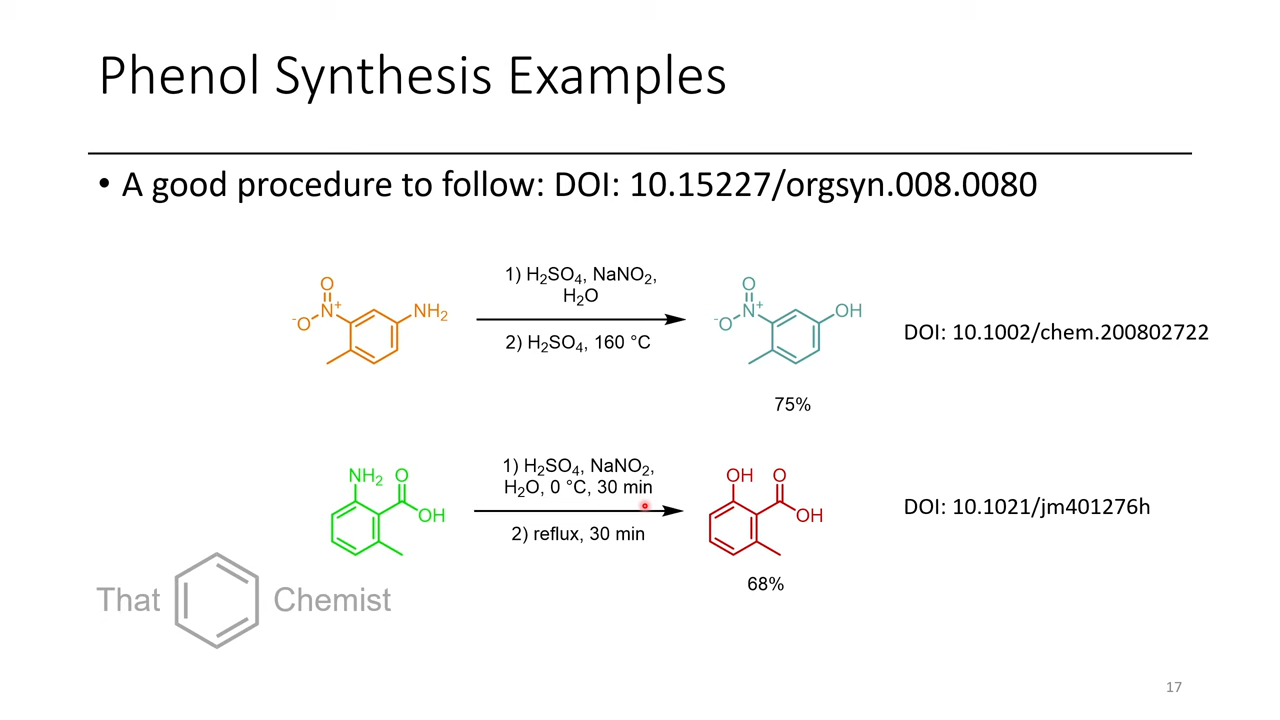 Phenol Synthesis Examples
• A good procedure to follow: DOI: 10.15227/orgsyn.008.0080
1) H₂SO₄, NaNO₂,
H₂O
2) H₂SO₄, 160 °C
O
N⁺
⁻O
NH₂
O
N⁺
⁻O
OH
DOI: 10.1002/chem.200802722
75%
1) H₂SO₄, NaNO₂,
H₂O, 0 °C, 30 min
2) reflux, 30 min
NH₂ O
OH
OH O
OH
DOI: 10.1021/jm401276h
68%
That Chemist
17